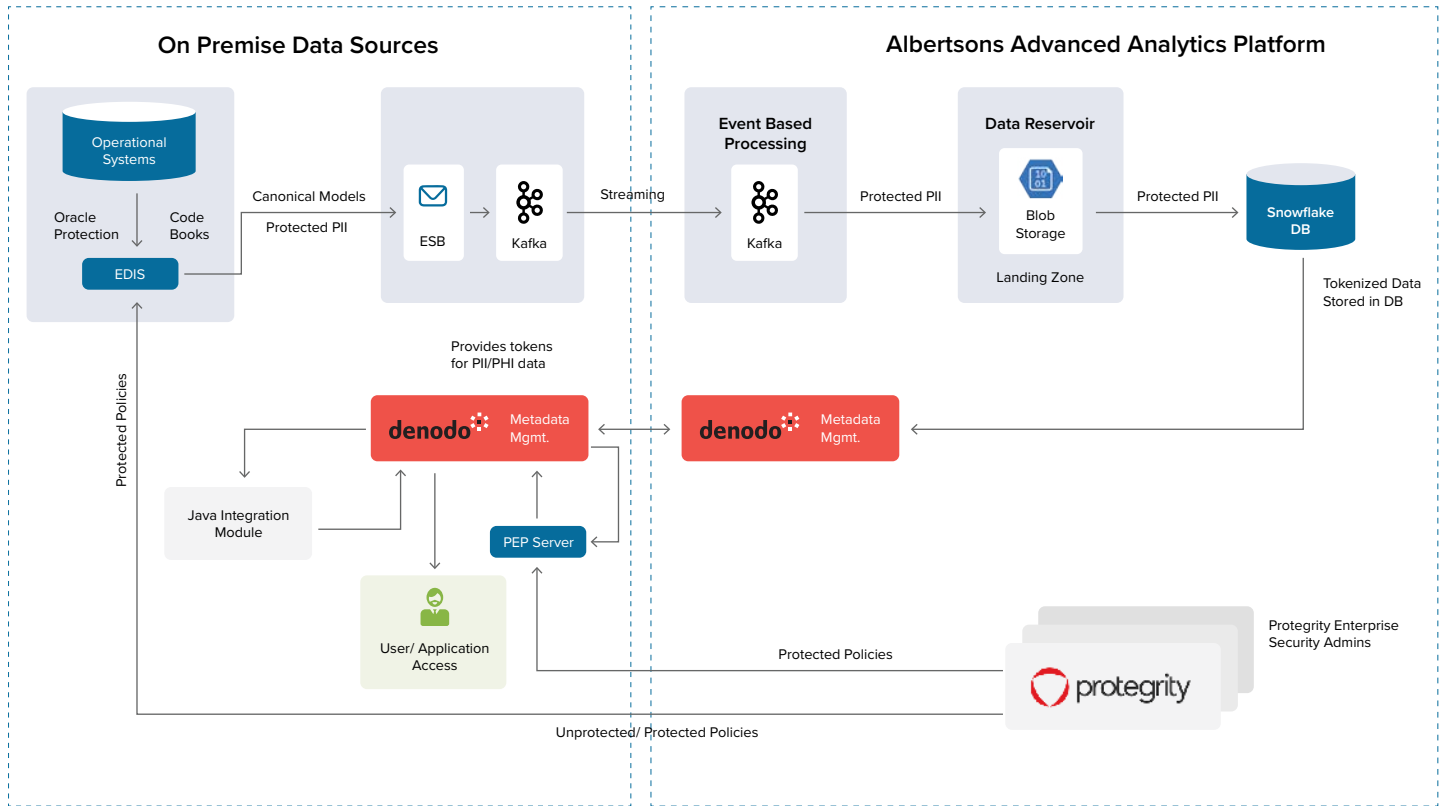 On Premise Data Sources
Operational
Systems
Oracle
Protection
Code
Books
EDIS
Canonical Models
Protected PII
ESB
Kafka
Streaming
Provides tokens
for PII/PHI data
Protected Policies
denodo
Metadata
Mgmt.
Java Integration
Module
PEP Server
User/ Application
Access
Albertsons Advanced Analytics Platform
Event Based
Processing
Kafka
Protected PII
Data Reservoir
10
01
Blob
Storage
Landing Zone
Protected PII
Snowflake
DB
Tokenized Data
Stored in DB
denodo
Metadata
Mgmt.
Protegrity Enterprise
Security Admins
protegrity
Protected Policies
Unprotected/ Protected Policies